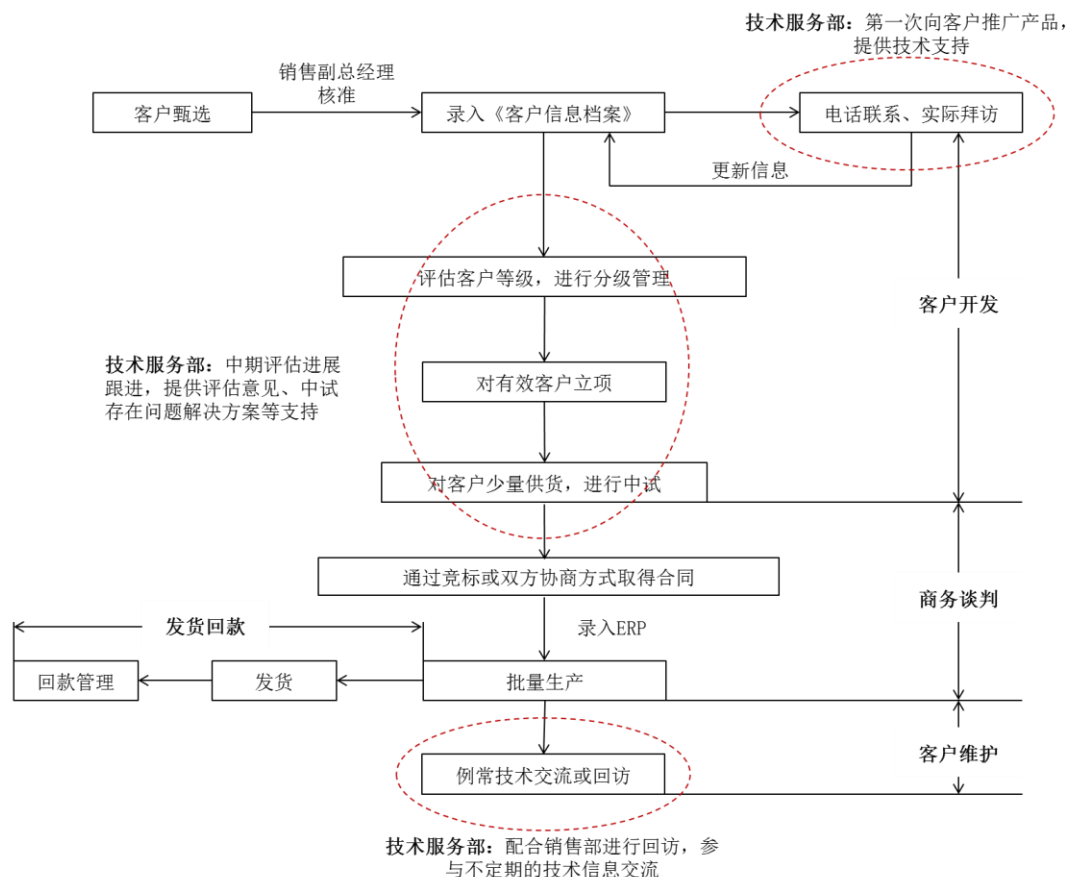 技术服务部：第一次向客户推广产品，
提供技术支持
销售副总经理
核准
客户甄选
录入《客户信息档案》
电话联系、实际拜访
更新信息
评估客户等级，进行分级管理
客户开发
技术服务部：中期评估进展
跟进，提供评估意见、中试
存在问题解决方案等支持
对有效客户立项
对客户少量供货，进行中试
通过竞标或双方协商方式取得合同
商务谈判
发货回款
录入ERP
回款管理
发货
批量生产
客户维护
例常技术交流或回访
技术服务部：配合销售部进行回访，参
与不定期的技术信息交流